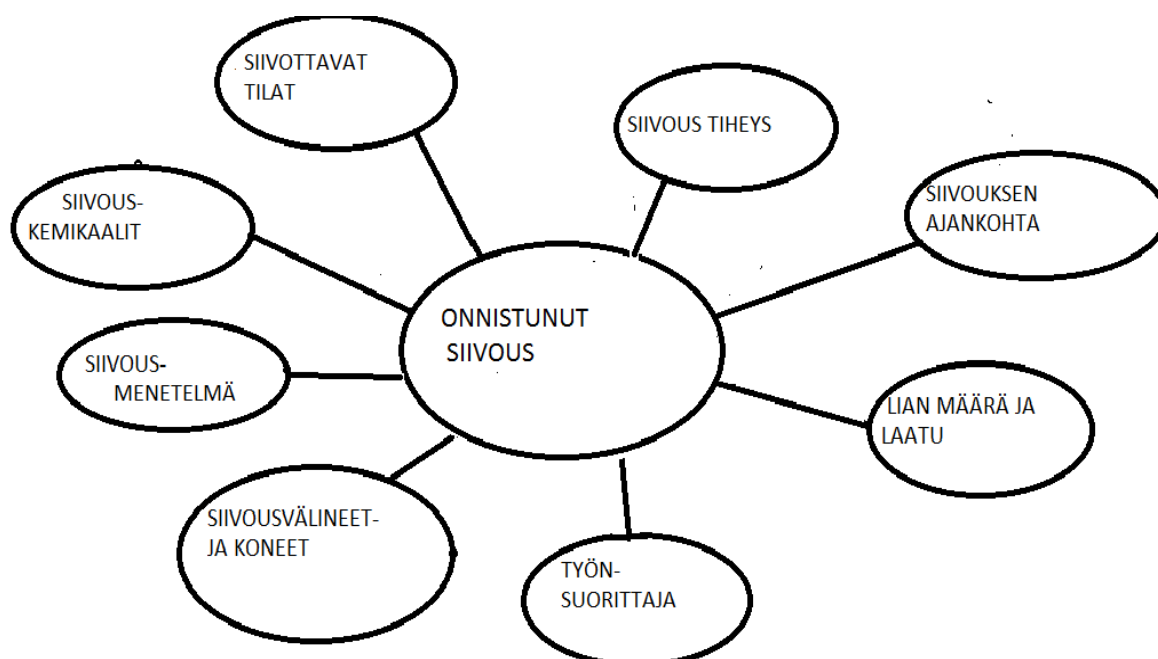 SIIVOTTAVAT
TILAT
SIIVOUS TIHEYS
SIIVOUKSEN
AJANKOHTA
SIIVOUS-
KEMIKAALIT
ONNISTUNUT
SIIVOUS
SIIVOUS-
MENETELMÄ
LIAN MÄÄRÄ JA
LAATU
SIIVOUSVÄLINEET-
JA KONEET
TYÖN-
SUORITTAJA